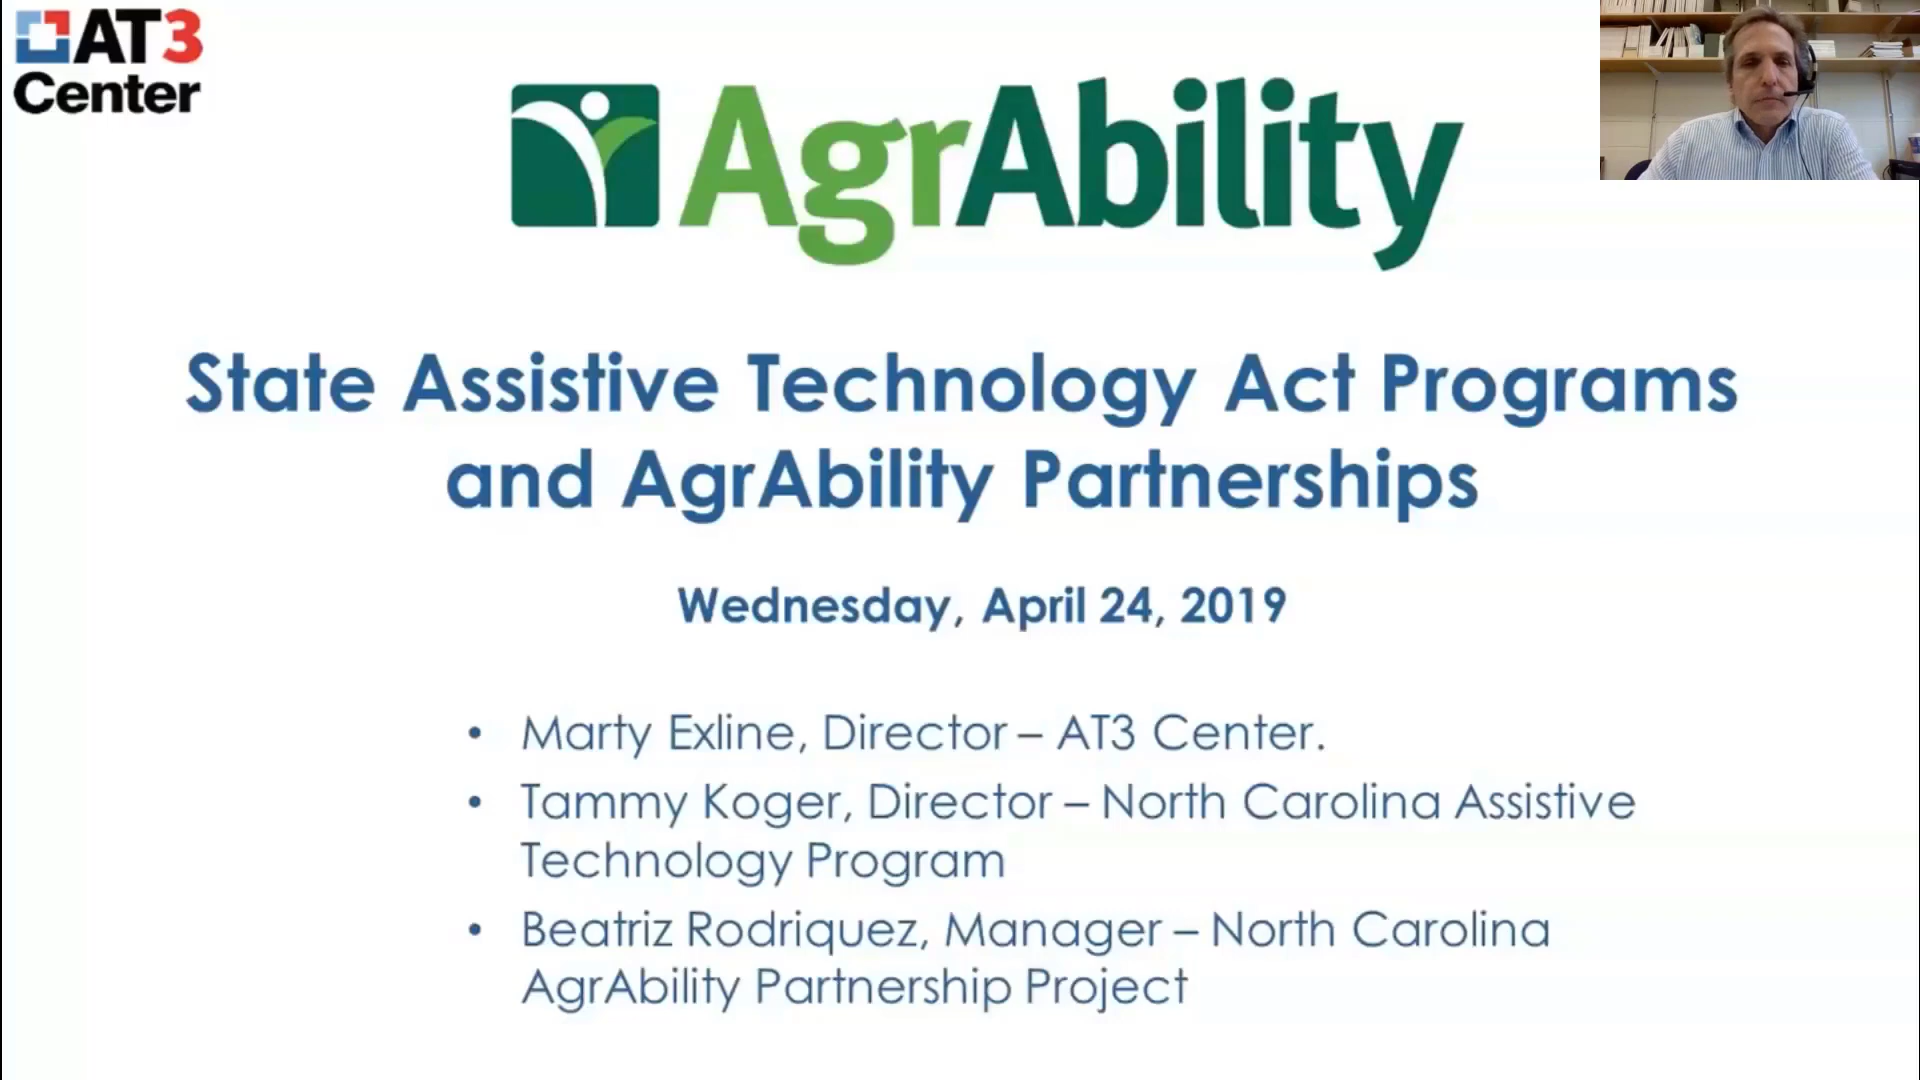 AT3
Center
AgrAbility
State Assistive Technology Act Programs
and AgrAbility Partnerships
Wednesday, April 24, 2019
• Marty Exline, Director – AT3 Center.
• Tammy Koger, Director – North Carolina Assistive
Technology Program
• Beatriz Rodriquez, Manager – North Carolina
AgrAbility Partnership Project